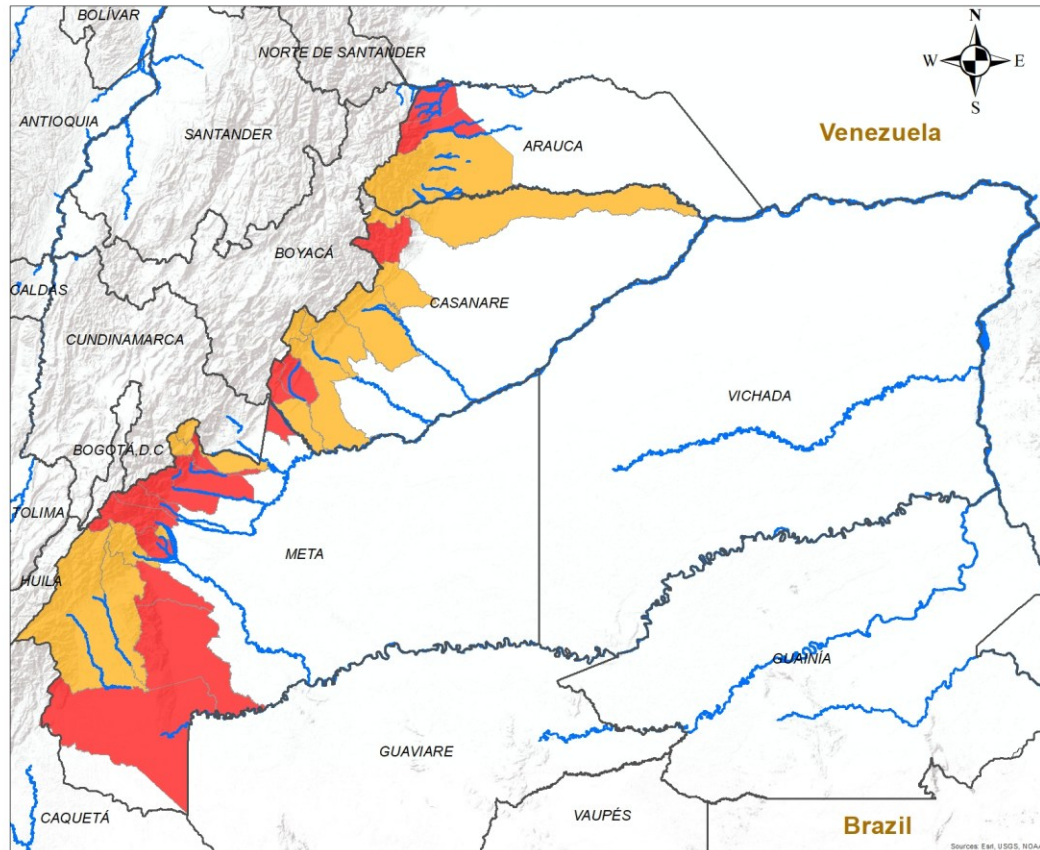 BOLÍVAR
NORTE DE SANTANDER
N
W
E
S
ANTIOQUIA
SANTANDER
ARAUCA
Venezuela
BOYACÁ
CALDAS
CASANARE
CUNDINAMARCA
VICHADA
BOGOTÁ,D.C
TOLIMA
META
HUILA
GUAINÍA
GUAVIARE
CAQUETÁ
VAUPÉS
Brazil
Sources: Esri, USGS, NOAA